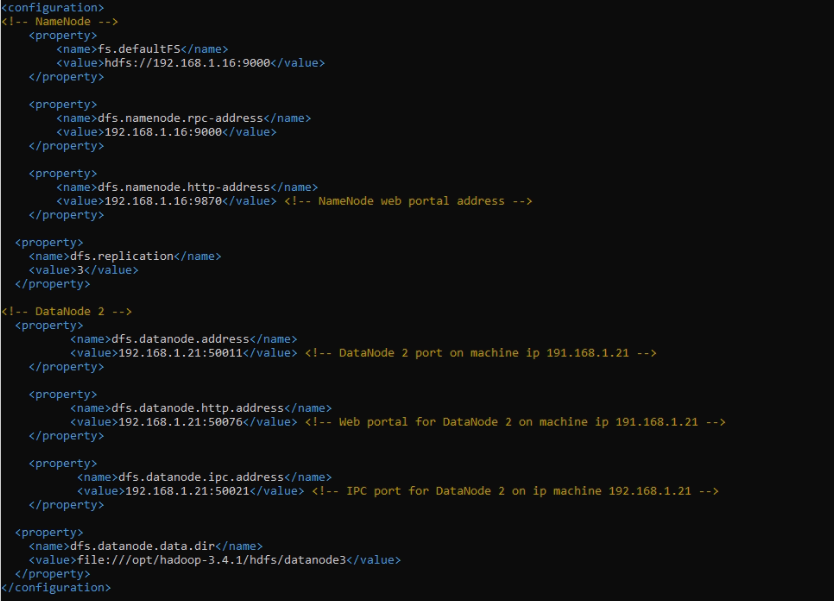 <configuration>
<!-- NameNode -->
<property>
<name>fs.defaultFS</name>
<value>hdfs://192.168.1.16:9000</value>
</property>
<property>
<name>dfs.namenode.rpc-address</name>
<value>192.168.1.16:9000</value>
</property>
<property>
<name>dfs.namenode.http-address</name>
<value>192.168.1.16:9870</value> <!-- NameNode web portal address -->
</property>
<property>
<name>dfs.replication</name>
<value>3</value>
</property>
<!-- DataNode 2 -->
<property>
<name>dfs.datanode.address</name>
<value>192.168.1.21:50011</value> <!-- DataNode 2 port on machine ip 191.168.1.21 -->
</property>
<property>
<name>dfs.datanode.http.address</name>
<value>192.168.1.21:50076</value> <!-- Web portal for DataNode 2 on machine ip 191.168.1.21 -->
</property>
<property>
<name>dfs.datanode.ipc.address</name>
<value>192.168.1.21:50021</value> <!-- IPC port for DataNode 2 on ip machine 192.168.1.21 -->
</property>
<property>
<name>dfs.datanode.data.dir</name>
<value>file:///opt/hadoop-3.4.1/hdfs/datanode3</value>
</property>
</configuration>